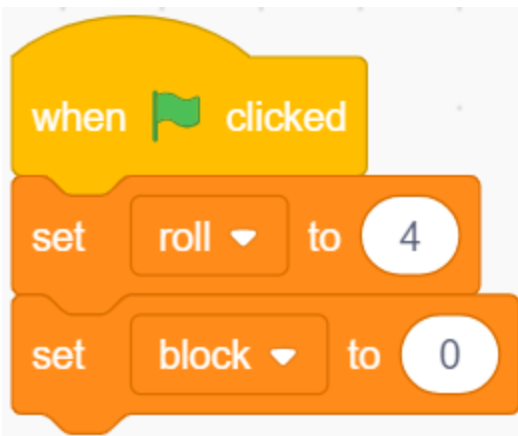 when clicked
set roll to 4
set block to 0